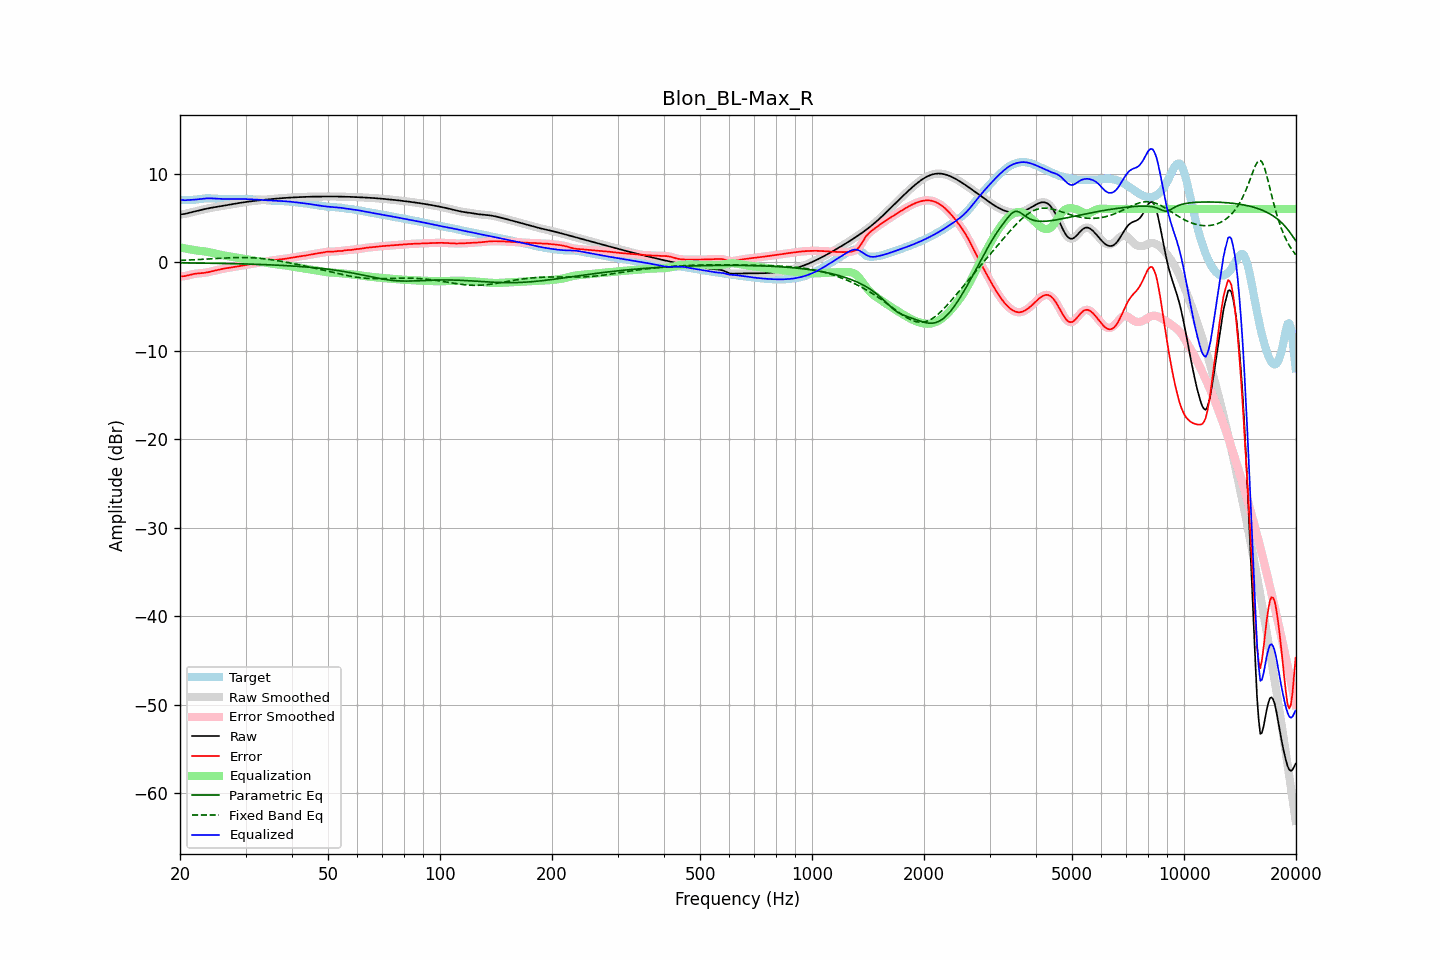 Blon_BL-Max_R
Amplitude (dBr)
10
0
−10
−20
−30
−40
−50
−60
Target
Raw Smoothed
Error Smoothed
Raw
Error
Equalization
Parametric Eq
Fixed Band Eq
Equalized
20 50 100 200 500 1000 2000 5000 10000 20000
Frequency (Hz)